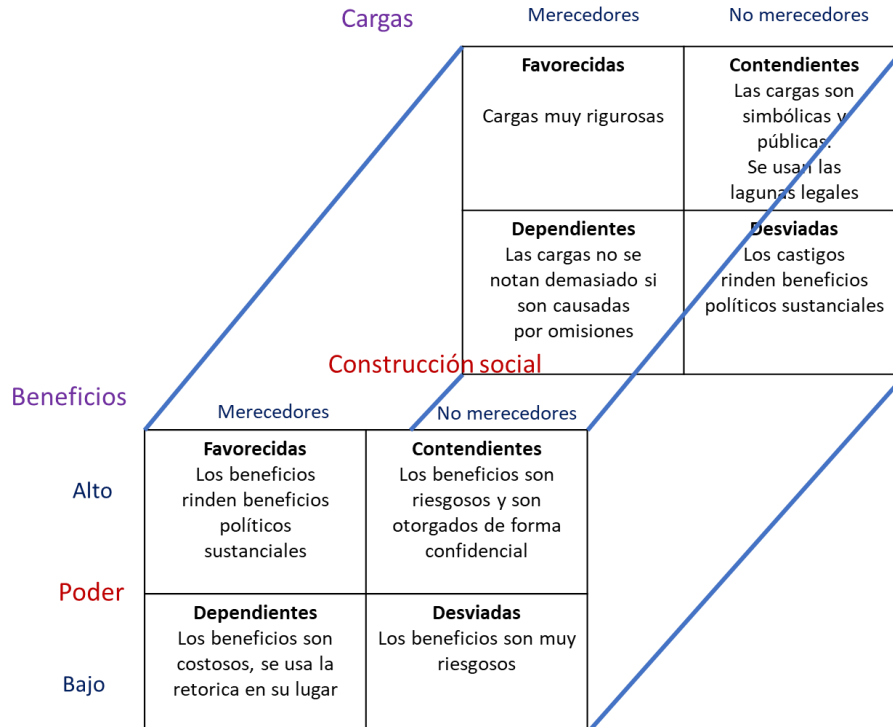 Cargas
Merecedores
No merecedores
Favorecidas
Cargas muy rigurosas
Contendientes
Las cargas son
simbólicas y
públicas.
Se usan las
lagunas legales
Dependientes
Las cargas no se
notan demasiado si
son causadas
por omisiones
Desviadas
Los castigos
rinden beneficios
políticos sustanciales
Construcción social
Beneficios
Merecedores
No merecedores
Alto
Favorecidas
Los beneficios
rinden beneficios
políticos
sustanciales
Contendientes
Los beneficios son
riesgosos y son
otorgados de forma
confidencial
Poder
Bajo
Dependientes
Los beneficios son
costosos, se usa la
retorica en su lugar
Desviadas
Los beneficios son muy
riesgosos